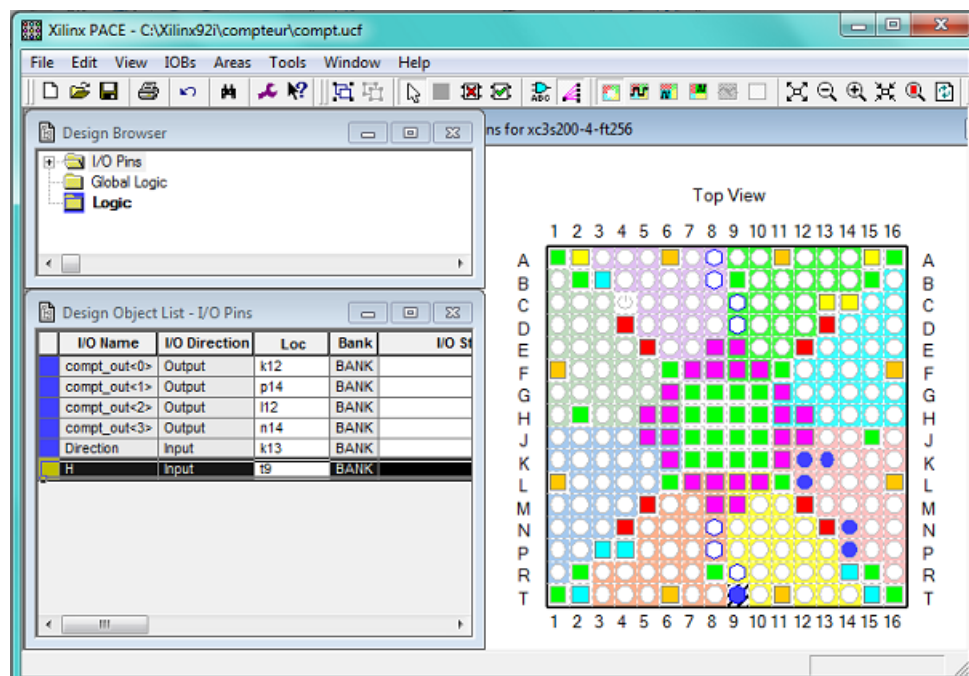 Xilinx PACE - C:\Xilinx92i\compteur\compt.ucf
File Edit View IOBs Areas Tools Window Help
ABC
Design Browser
I/O Pins
Global Logic
Logic
ns for xc3s200-4-ft256
Top View
1 2 3 4 5 6 7 8 9 10 11 12 13 14 15 16
A A
B B
C C
D D
E E
F F
G G
H H
J J
K K
L L
M M
N N
P P
R R
T T
1 2 3 4 5 6 7 8 9 10 11 12 13 14 15 16
Design Object List - I/O Pins
I/O Name I/O Direction Loc Bank I/O St
compt_out<0> Output k12 BANK
compt_out<1> Output p14 BANK
compt_out<2> Output l12 BANK
compt_out<3> Output n14 BANK
Direction Input k13 BANK
H Input t9 BANK